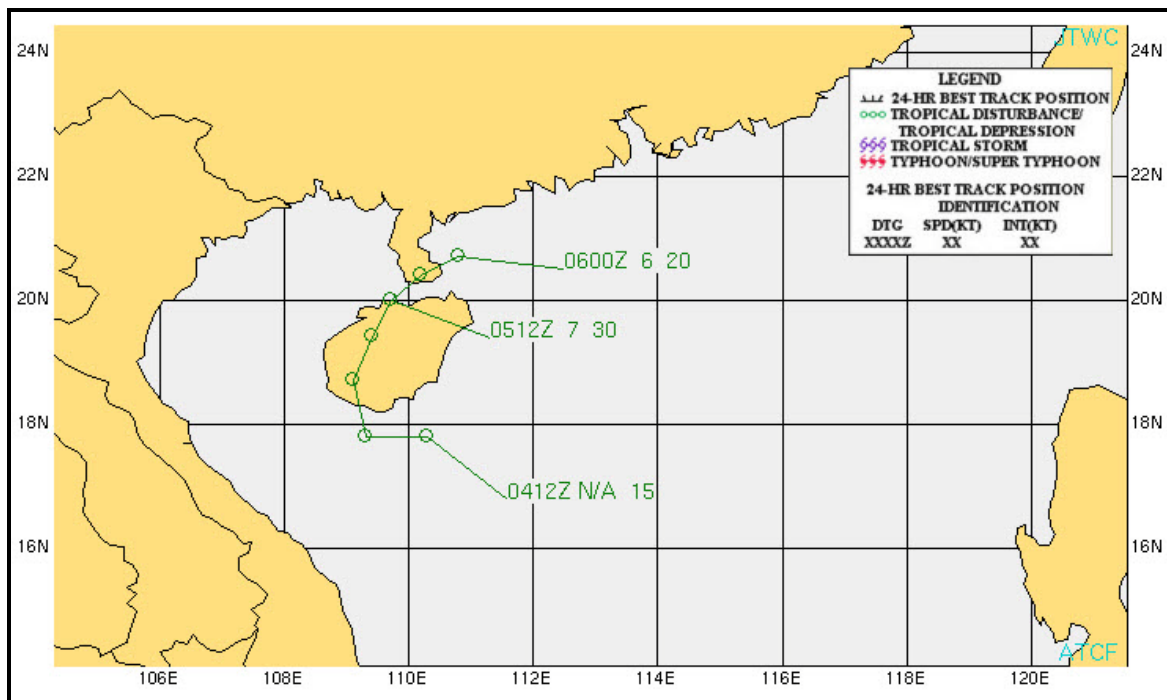 24N
JTWC
24N
LEGEND
24-HR BEST TRACK POSITION
TROPICAL DISTURBANCE/
TROPICAL DEPRESSION
TROPICAL STORM
TYPHOON/SUPER TYPHOON
24-HR BEST TRACK POSITION
IDENTIFICATION
DTG SPD(KT) INT(KT)
XXXXZ XX XX
22N
22N
0600Z 6 20
20N
20N
0512Z 7 30
18N
18N
0412Z N/A 15
16N
16N
ATCF
106E 108E 110E 112E 114E 116E 118E 120E